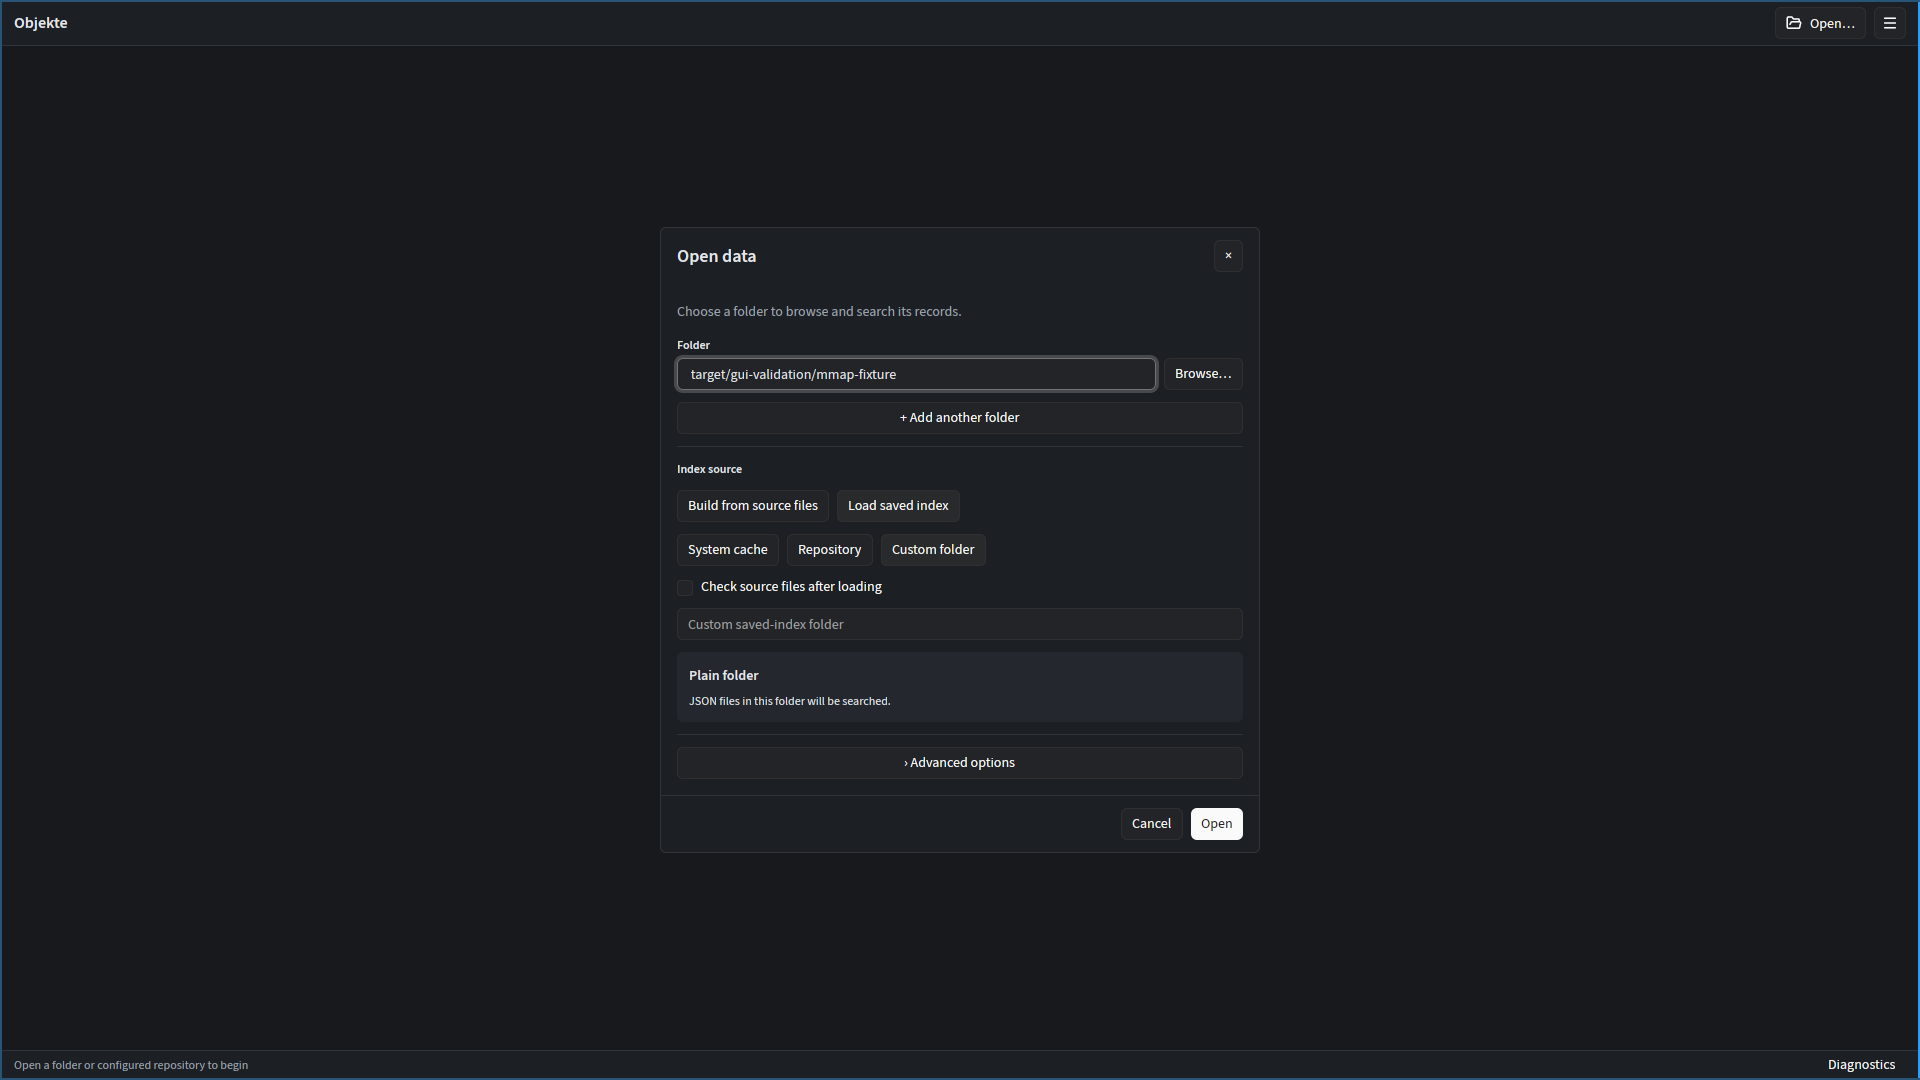 Objekte
Open...
Open data
×
Choose a folder to browse and search its records.
Folder
target/gui-validation/mmap-fixture
Browse...
+ Add another folder
Index source
Build from source files
Load saved index
System cache
Repository
Custom folder
Check source files after loading
Custom saved-index folder
Plain folder
JSON files in this folder will be searched.
› Advanced options
Cancel
Open
Open a folder or configured repository to begin
Diagnostics